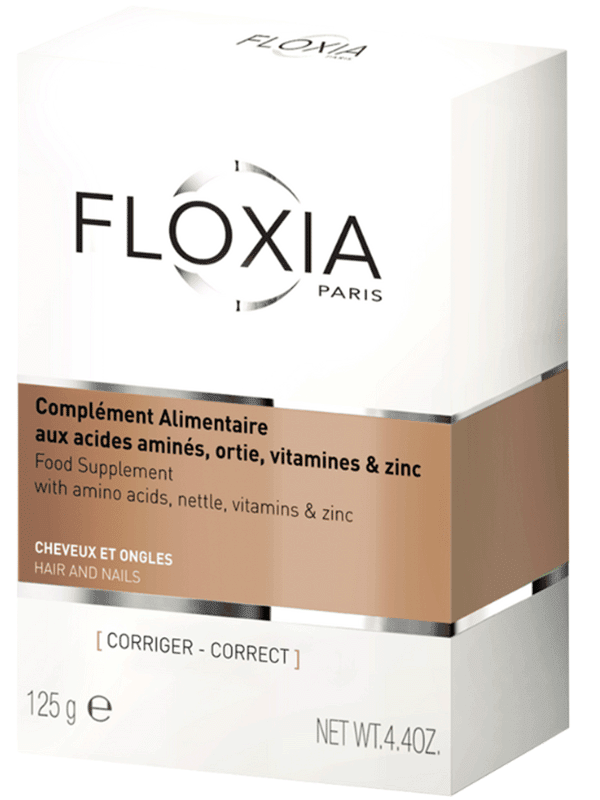 FLOXIA
PARIS
FLOXIA
PARIS
Complément Alimentaire
aux acides aminés, ortie, vitamines & zinc
Food Supplement
with amino acids, nettle, vitamins & zinc
CHEVEUX ET ONGLES
HAIR AND NAILS
[ CORRIGER - CORRECT ]
125 g ℮
NET WT.4.4OZ.